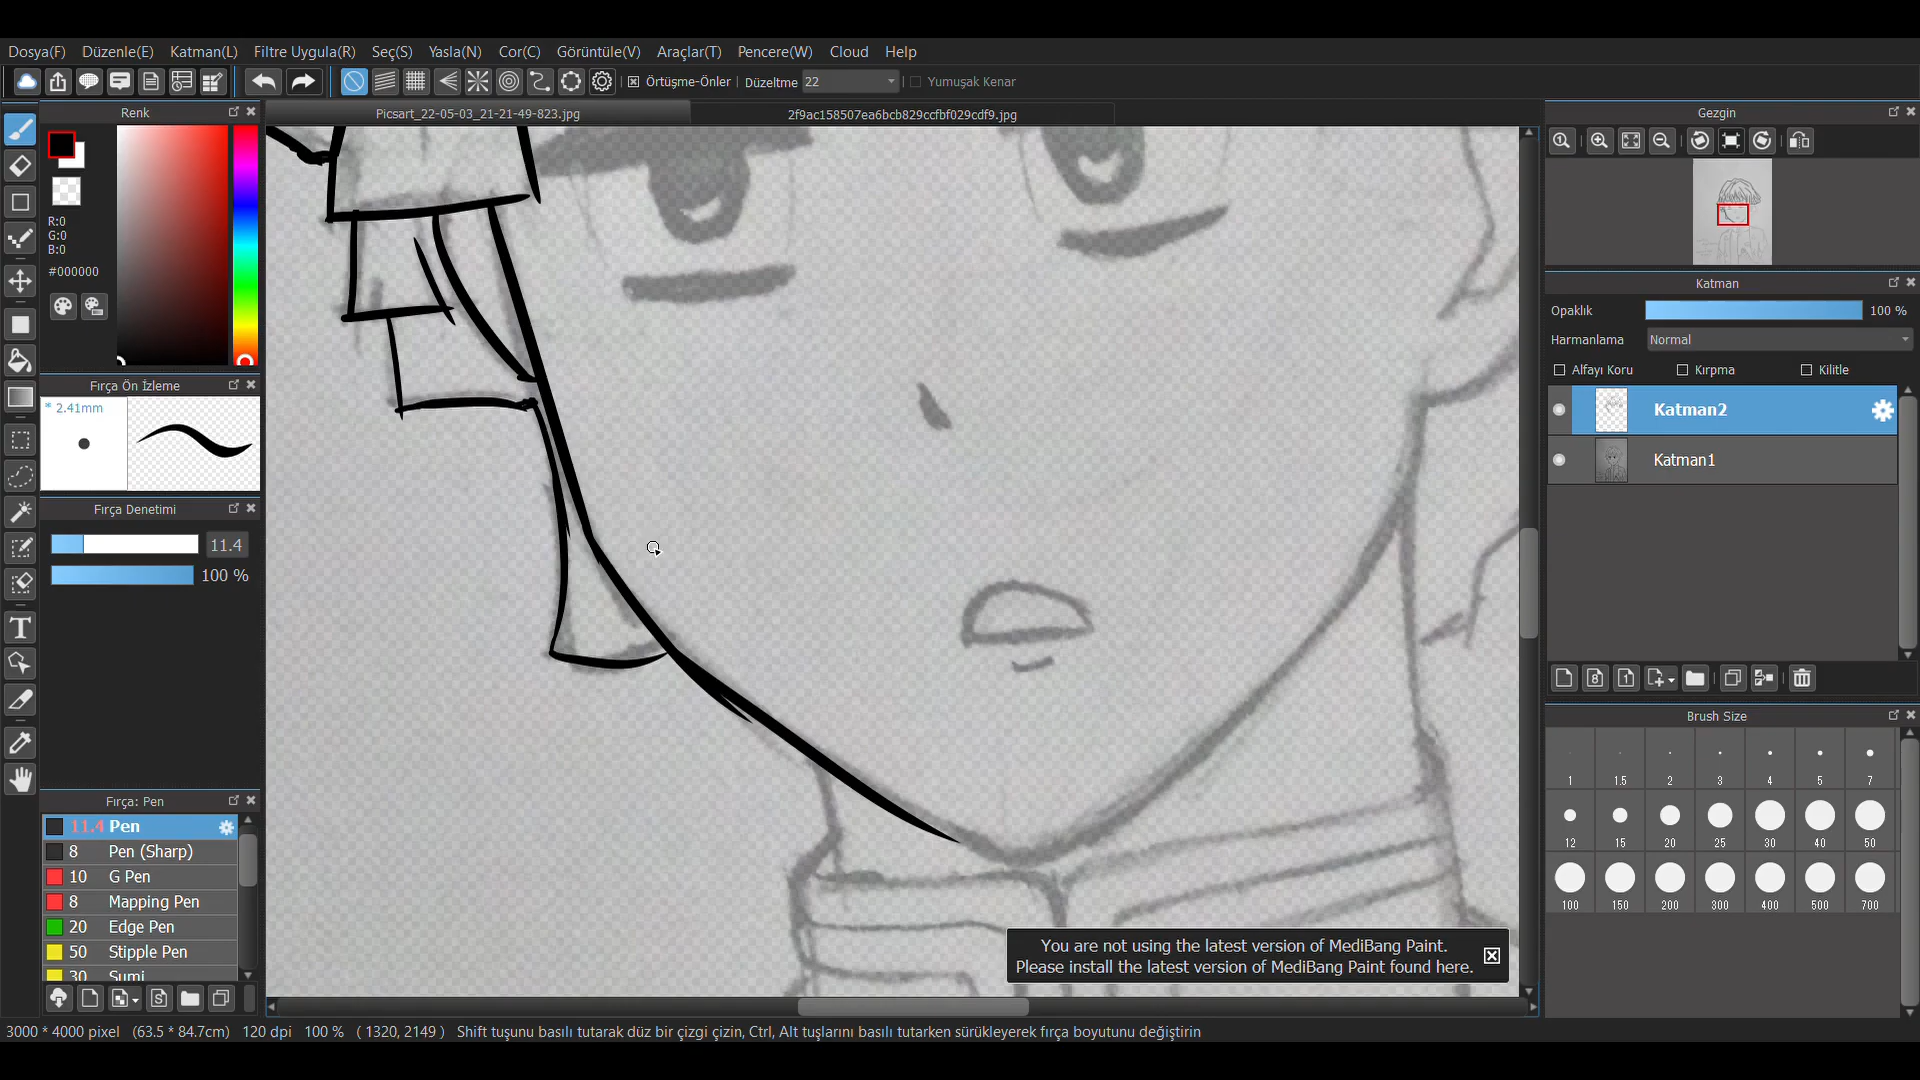 Dosya(F) Düzenle(E) Katman(L) Filtre Uygula(R) Seç(S) Yasla(N) Cor(C) Görüntüle(V) Araçlar(T) Pencere(W) Cloud Help
Örtüşme-Önler Düzeltme 22 Yumuşak Kenar
Renk
Picsart_22-05-03_21-21-49-823.jpg
2f9ac158507ea6bcb829ccfbf029cdf9.jpg
Gezgin
R:0
G:0
B:0
#000000
Katman
Opaklık 100 %
Harmanlama Normal
Alfayı Koru Kırpma Kilitle
Katman2
Katman1
Fırça Ön İzleme
* 2.41mm
Fırça Denetimi
11.4
100 %
Brush Size
1 1.5 2 3 4 5 7
12 15 20 25 30 40 50
100 150 200 300 400 500 700
Fırça: Pen
11.4 Pen
8 Pen (Sharp)
10 G Pen
8 Mapping Pen
20 Edge Pen
50 Stipple Pen
30 Sumi
You are not using the latest version of MediBang Paint.
Please install the latest version of MediBang Paint found here.
3000 * 4000 pixel (63.5 * 84.7cm) 120 dpi 100 % ( 1320, 2149 ) Shift tuşunu basılı tutarak düz bir çizgi çizin, Ctrl, Alt tuşlarını basılı tutarken sürükleyerek fırça boyutunu değiştirin